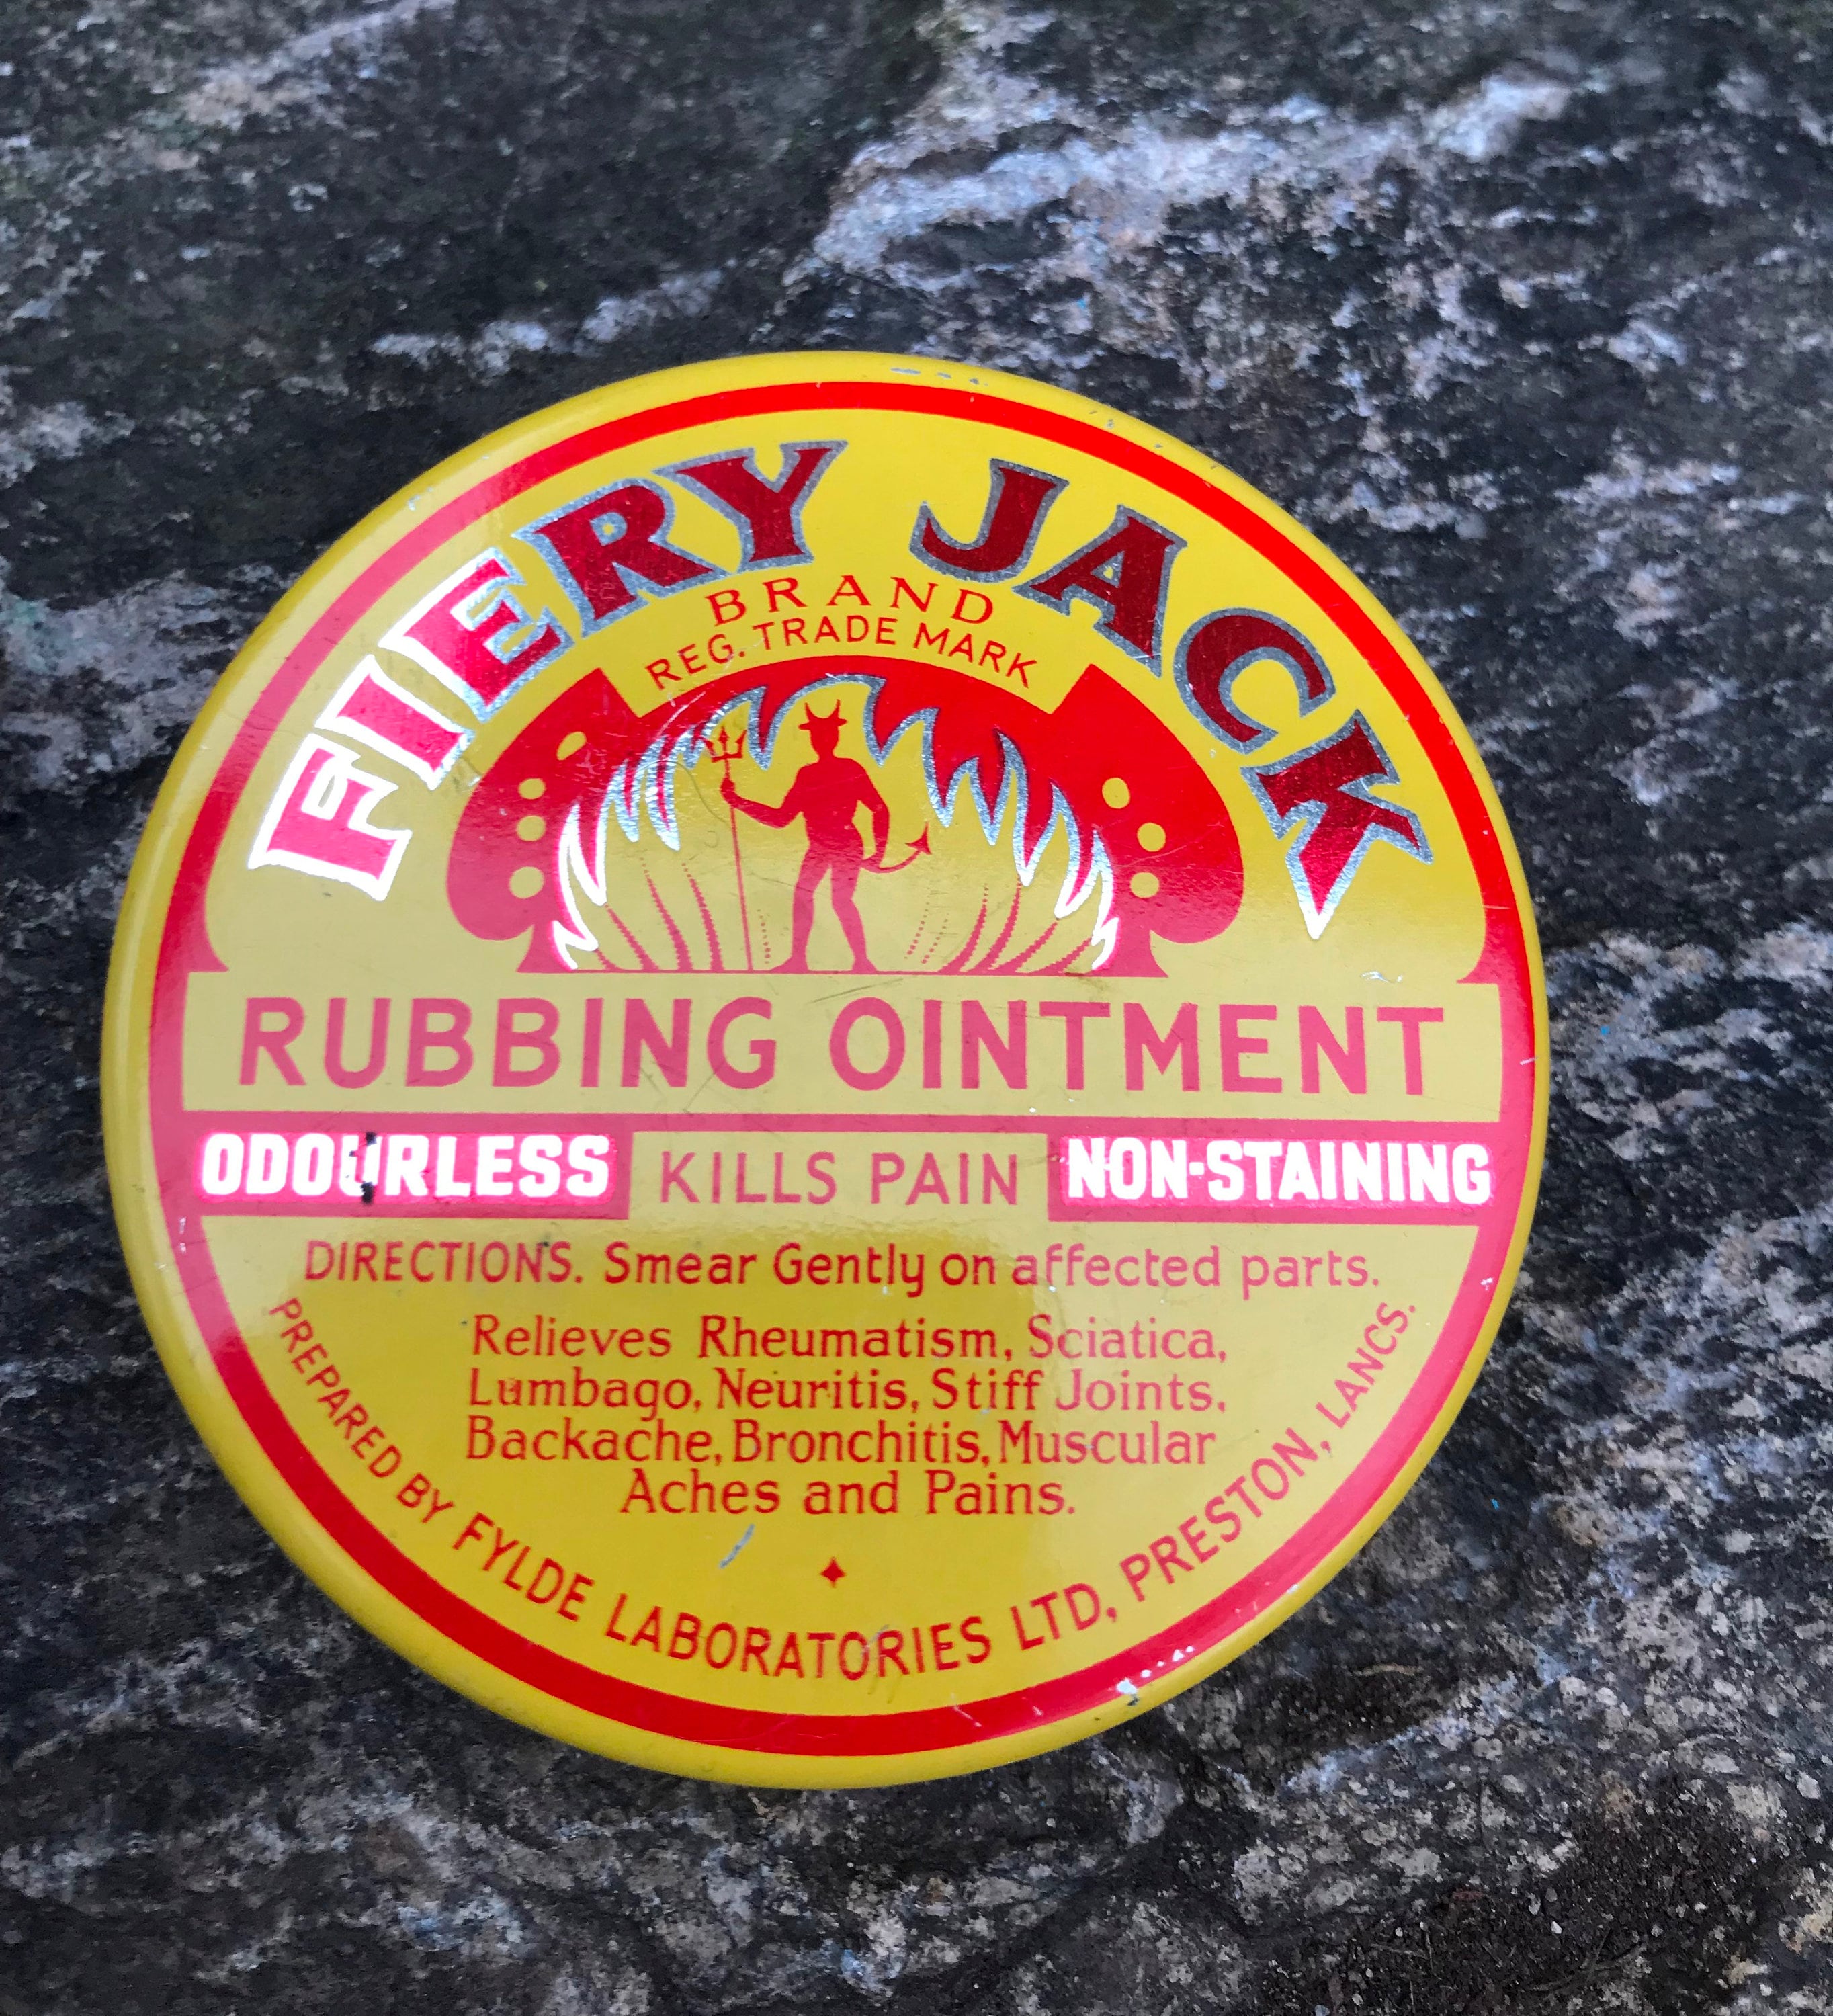 FIERY JACK
BRAND
REG. TRADE MARK
RUBBING OINTMENT
ODOURLESS KILLS PAIN NON-STAINING
DIRECTIONS. Smear Gently on affected parts.
Relieves Rheumatism, Sciatica,
Lumbago, Neuritis, Stiff Joints,
Backache, Bronchitis, Muscular
Aches and Pains.
PREPARED BY FYLDE LABORATORIES LTD, PRESTON, LANCS.